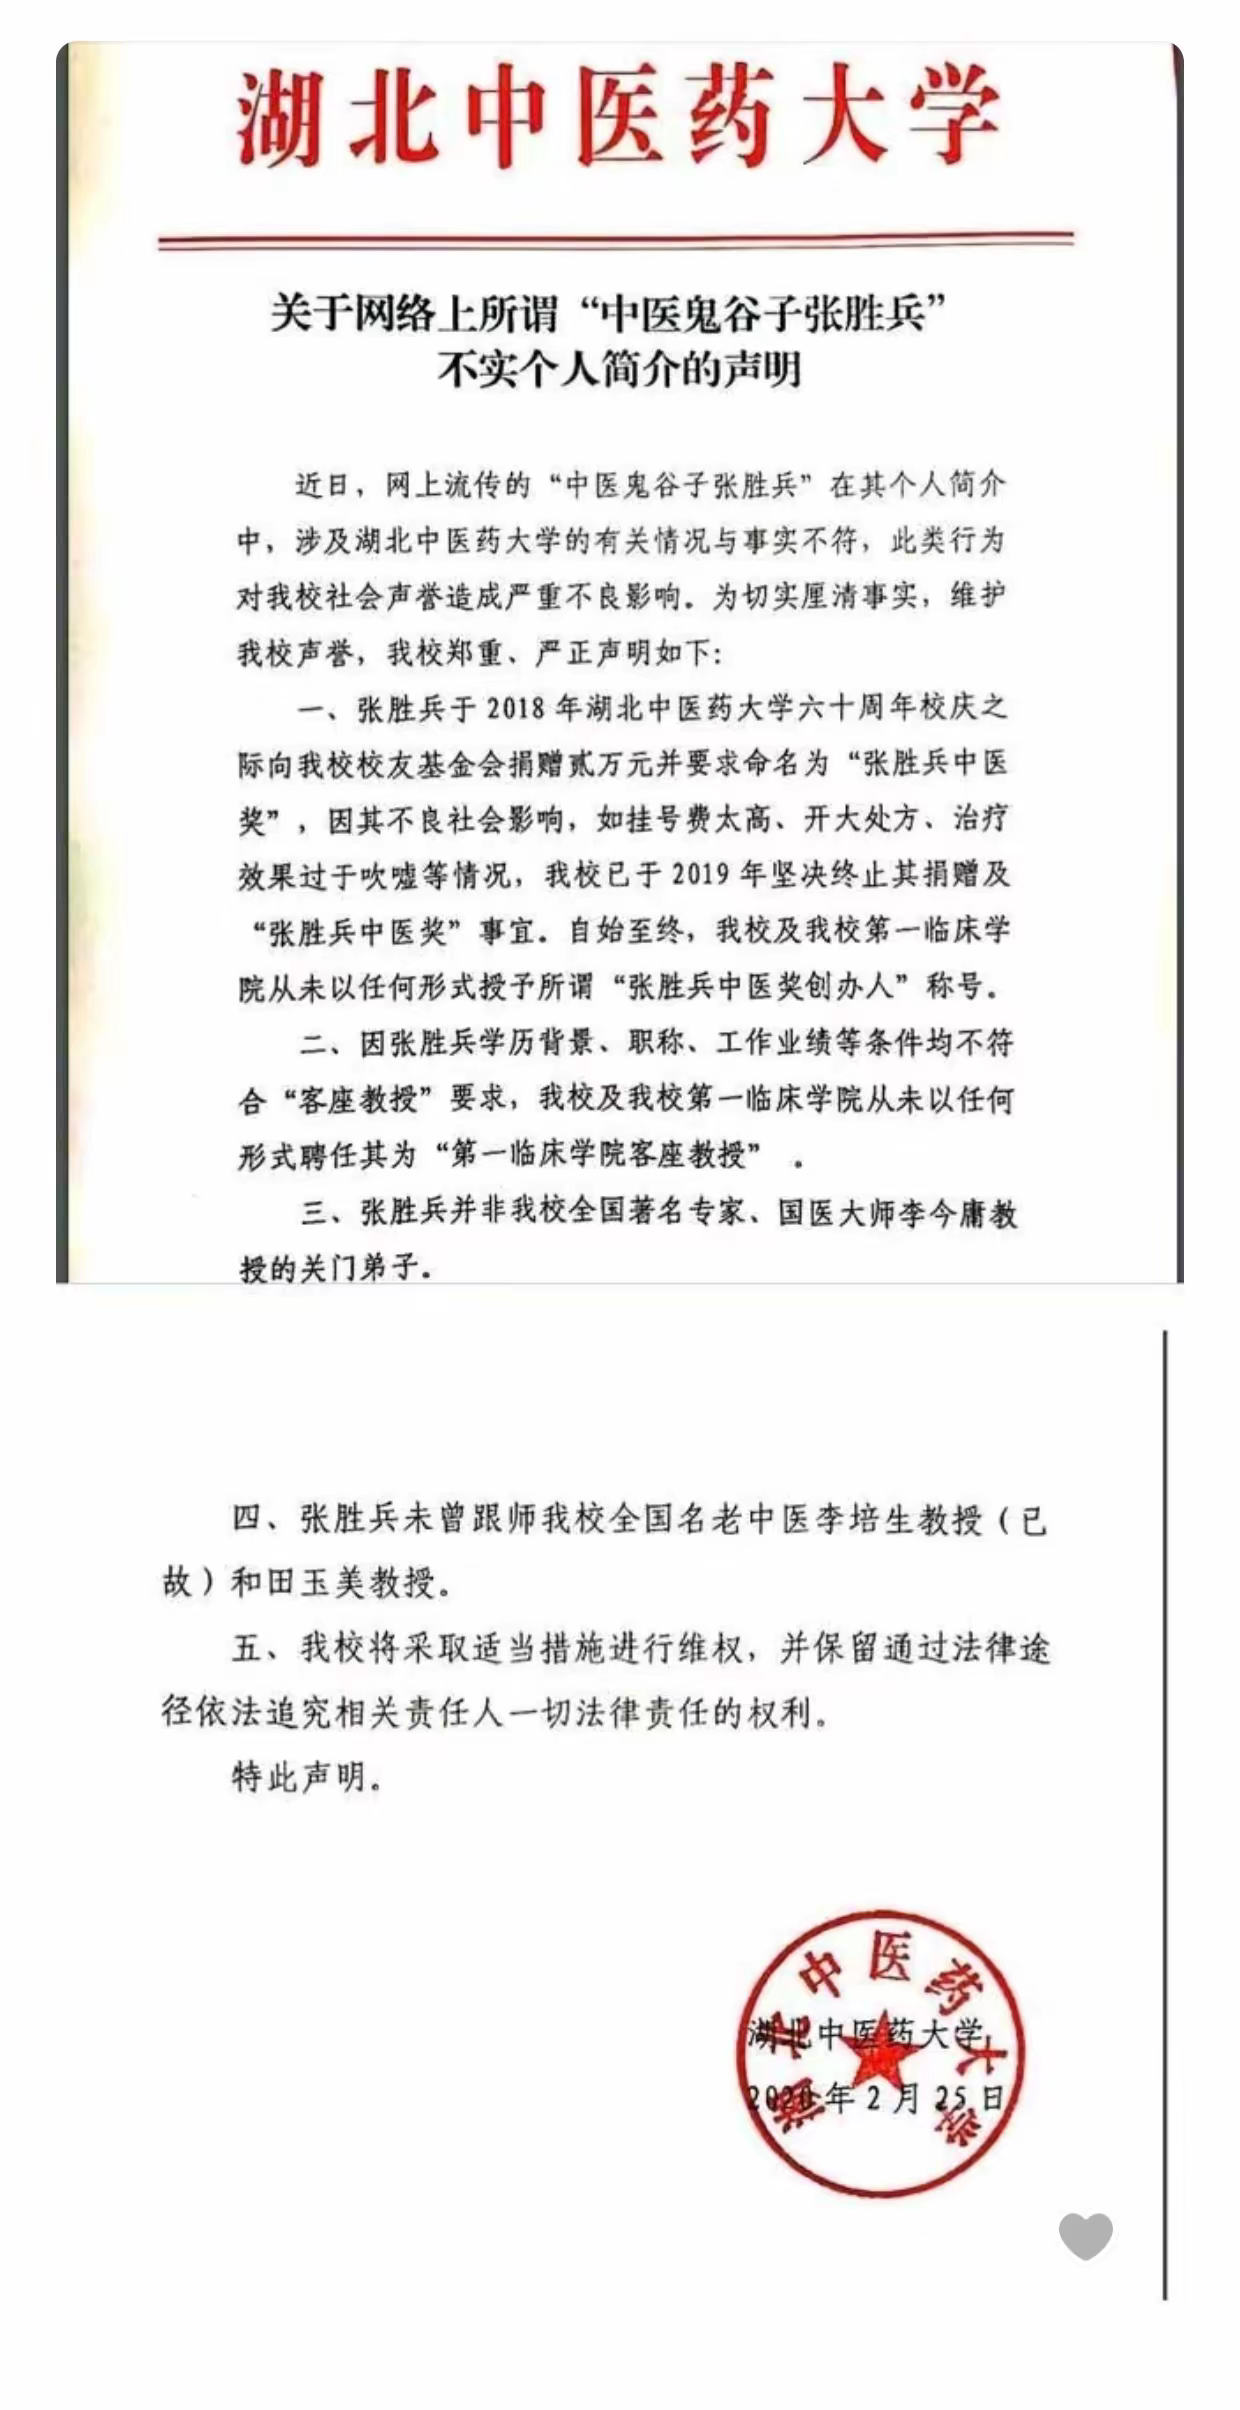 湖北中医药大学
关于网络上所谓“中医鬼谷子张胜兵”
不实个人简介的声明
近日，网上流传的“中医鬼谷子张胜兵”在其个人简介
中，涉及湖北中医药大学的有关情况与事实不符，此类行为
对我校社会声誉造成严重不良影响。为切实厘清事实，维护
我校声誉，我校郑重、严正声明如下：
一、张胜兵于 2018 年湖北中医药大学六十周年校庆之
际向我校校友基金会捐赠贰万元并要求命名为“张胜兵中医
奖”，因其不良社会影响，如挂号费太高、开大处方、治疗
效果过于吹嘘等情况，我校已于 2019 年坚决终止其捐赠及
“张胜兵中医奖”事宜。自始至终，我校及我校第一临床学
院从未以任何形式授予所谓“张胜兵中医奖创办人”称号。
二、因张胜兵学历背景、职称、工作业绩等条件均不符
合“客座教授”要求，我校及我校第一临床学院从未以任何
形式聘任其为“第一临床学院客座教授” 。
三、张胜兵并非我校全国著名专家、国医大师李今庸教
授的关门弟子。
四、张胜兵未曾跟师我校全国名老中医李培生教授（已
故）和田玉美教授。
五、我校将采取适当措施进行维权，并保留通过法律途
径依法追究相关责任人一切法律责任的权利。
特此声明。
湖北中医药大学
湖北中医药大学
2020 年 2 月 25 日